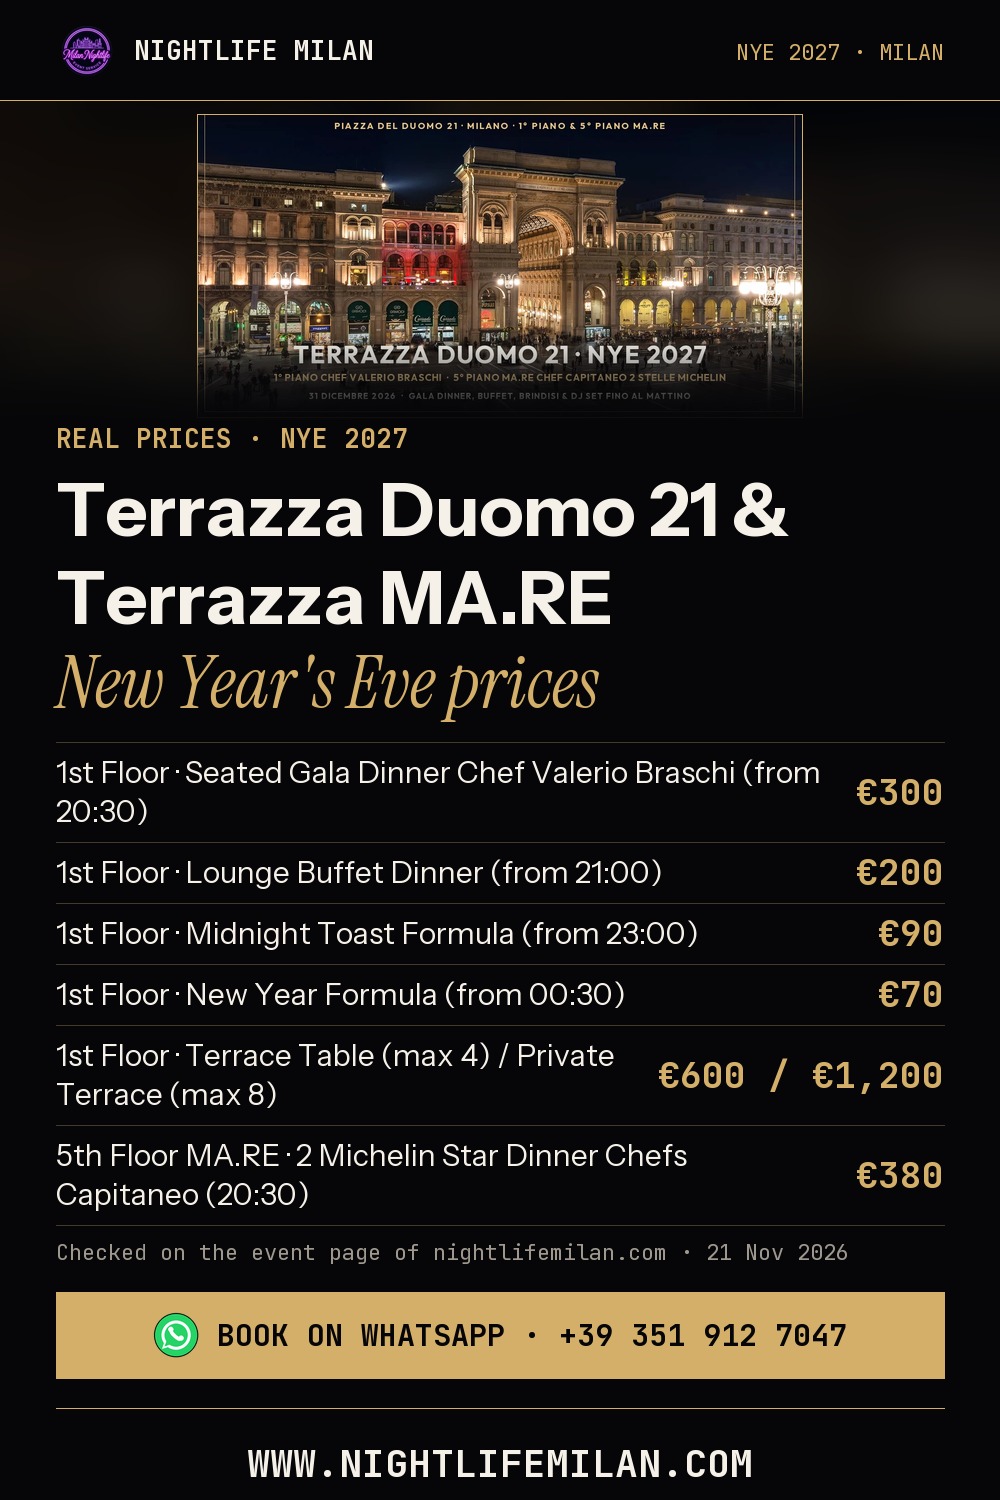 Milan Nightlife
NIGHTLIFE MILAN
NYE 2027 · MILAN
PIAZZA DEL DUOMO 21 · MILANO · 1° PIANO & 5° PIANO MA.RE
TERRAZZA DUOMO 21 · NYE 2027
1° PIANO CHEF VALERIO BRASCHI · 5° PIANO MA.RE CHEF CAPITANEO 2 STELLE MICHELIN
31 DICEMBRE 2026 · GALA DINNER, BUFFET, BRINDISI & DJ SET FINO AL MATTINO
REAL PRICES · NYE 2027
Terrazza Duomo 21 &
Terrazza MA.RE
New Year's Eve prices
1st Floor · Seated Gala Dinner Chef Valerio Braschi (from
20:30)
€300
1st Floor · Lounge Buffet Dinner (from 21:00)
€200
1st Floor · Midnight Toast Formula (from 23:00)
€90
1st Floor · New Year Formula (from 00:30)
€70
1st Floor · Terrace Table (max 4) / Private
Terrace (max 8)
€600 / €1,200
5th Floor MA.RE · 2 Michelin Star Dinner Chefs
Capitaneo (20:30)
€380
Checked on the event page of nightlifemilan.com · 21 Nov 2026
BOOK ON WHATSAPP · +39 351 912 7047
WWW.NIGHTLIFEMILAN.COM